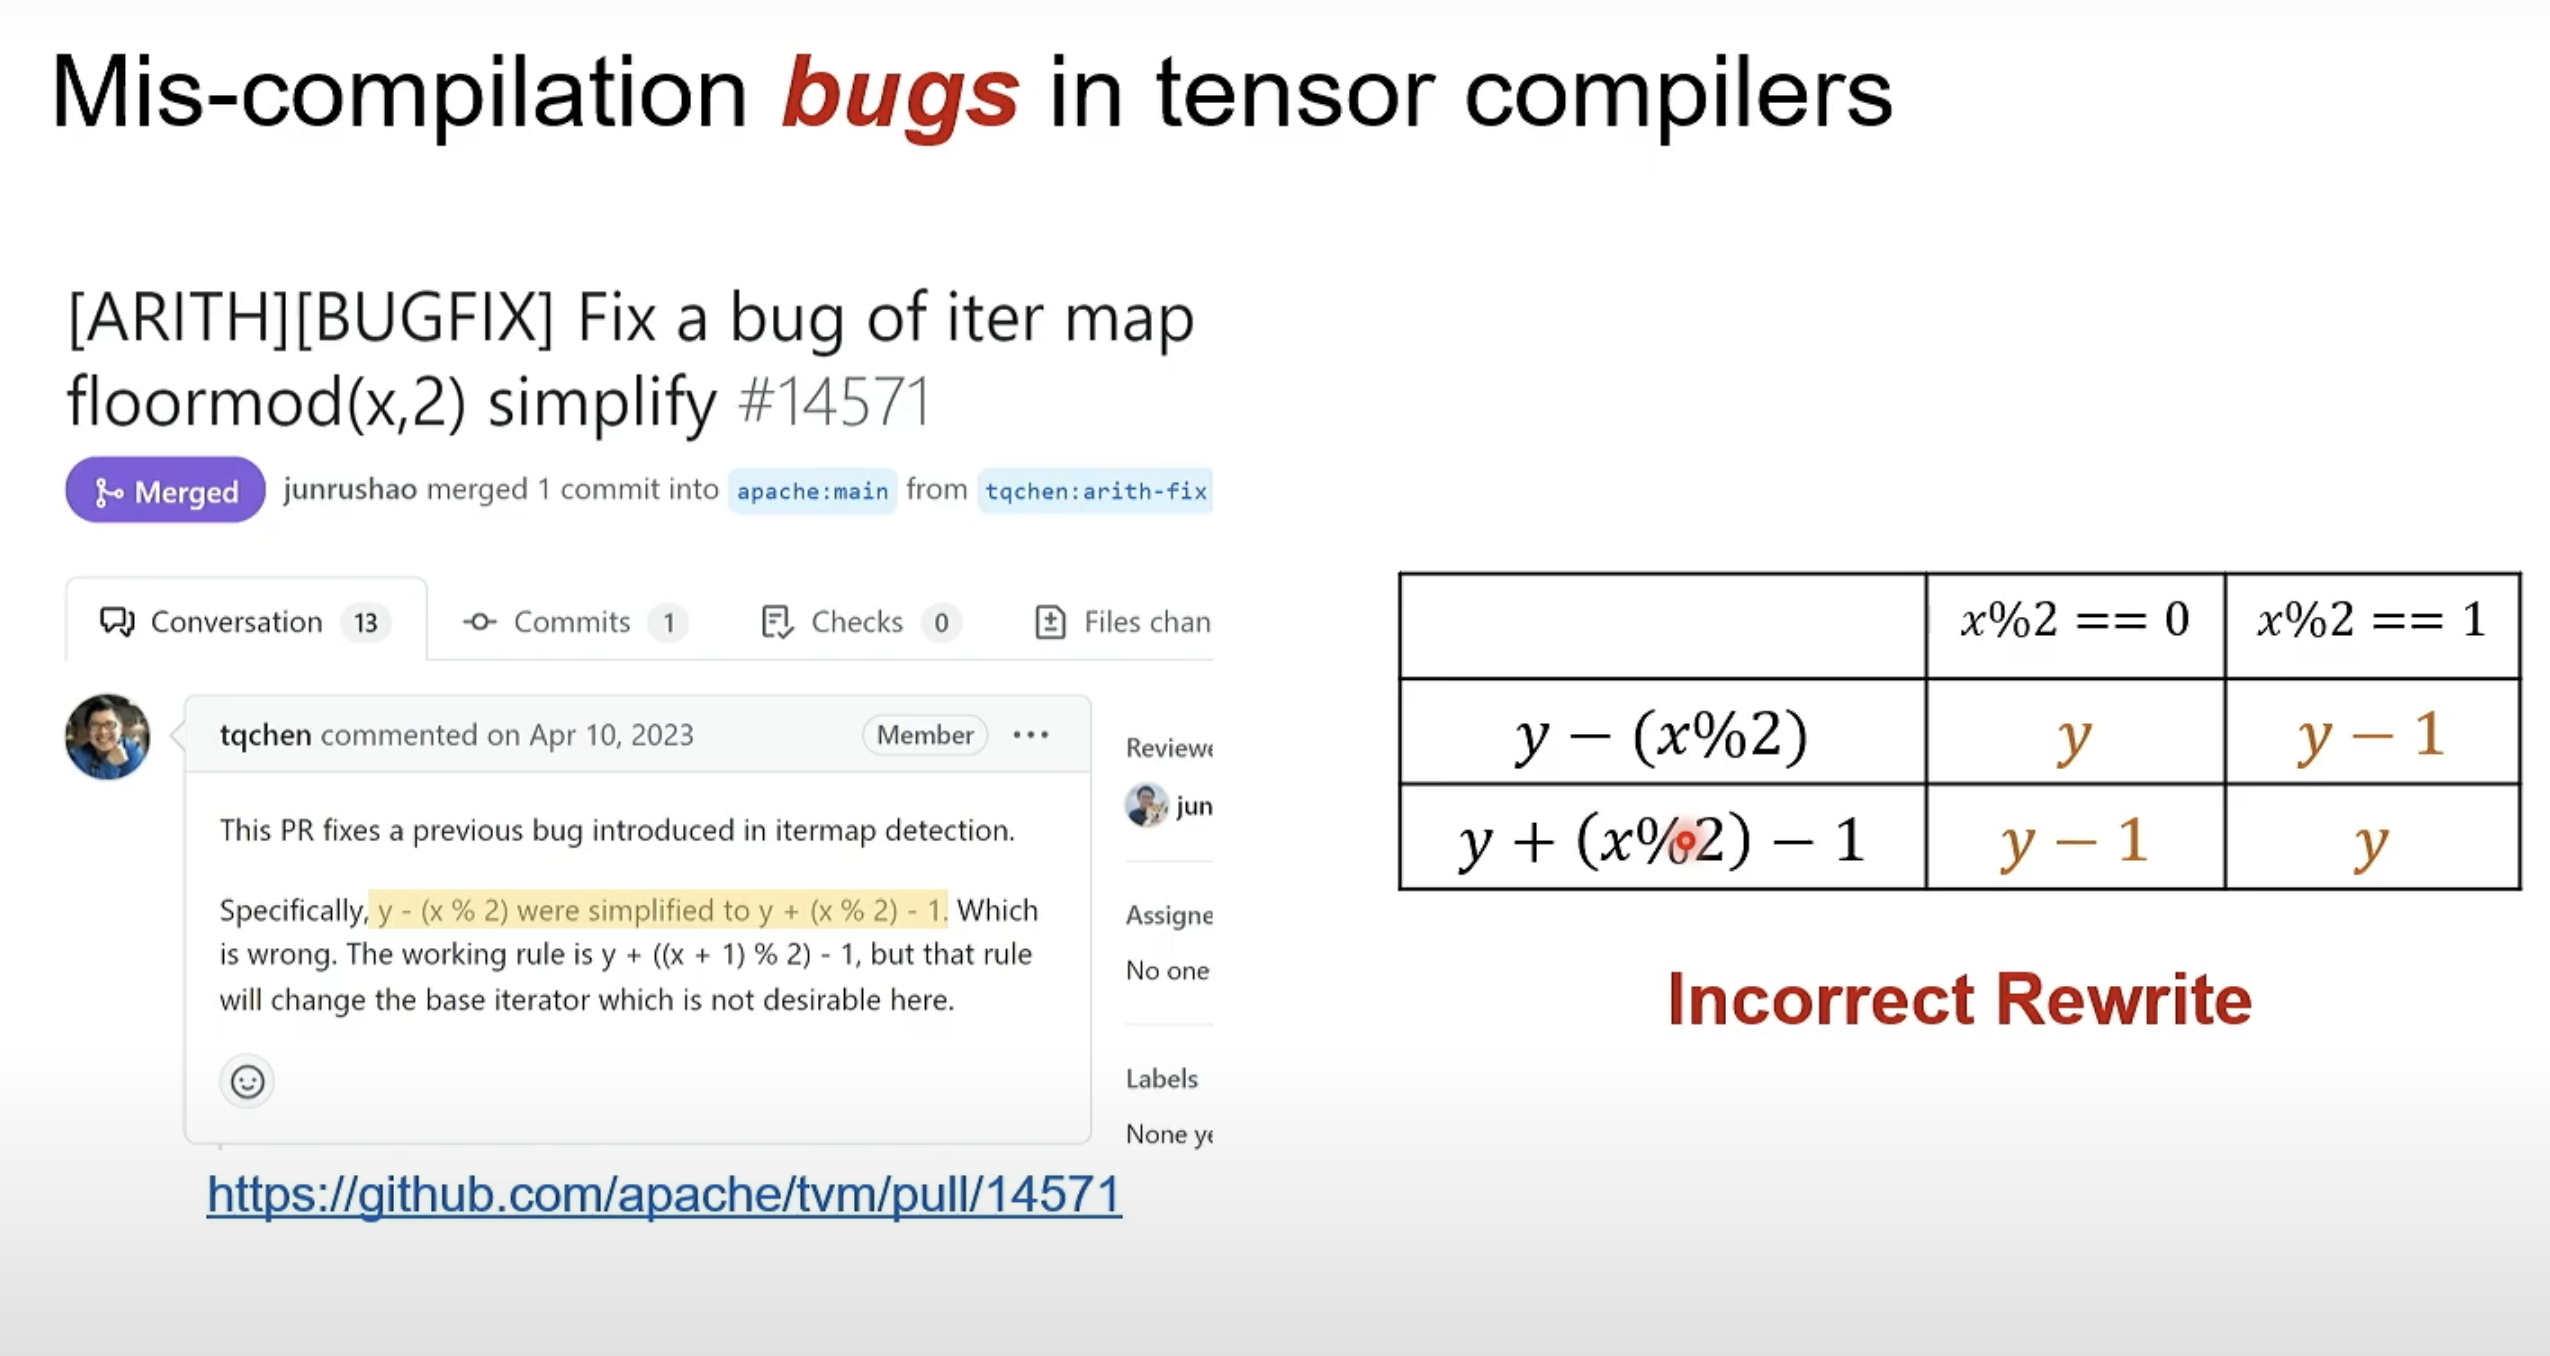 Mis-compilation bugs in tensor compilers
[ARITH][BUGFIX] Fix a bug of iter map
floormod(x,2) simplify #14571
Merged junrushao merged 1 commit into apache:main from tqchen:arith-fix
Conversation 13 Commits 1 Checks 0 Files chan
tqchen commented on Apr 10, 2023 Member ···
This PR fixes a previous bug introduced in itermap detection.
Specifically, y - (x % 2) were simplified to y + (x % 2) - 1. Which
is wrong. The working rule is y + ((x + 1) % 2) - 1, but that rule
will change the base iterator which is not desirable here.
Reviewe
jun
Assigne
No one
Labels
None ye
https://github.com/apache/tvm/pull/14571
x%2 == 0 x%2 == 1
y − (x%2) y y − 1
y + (x%2) − 1 y − 1 y
Incorrect Rewrite